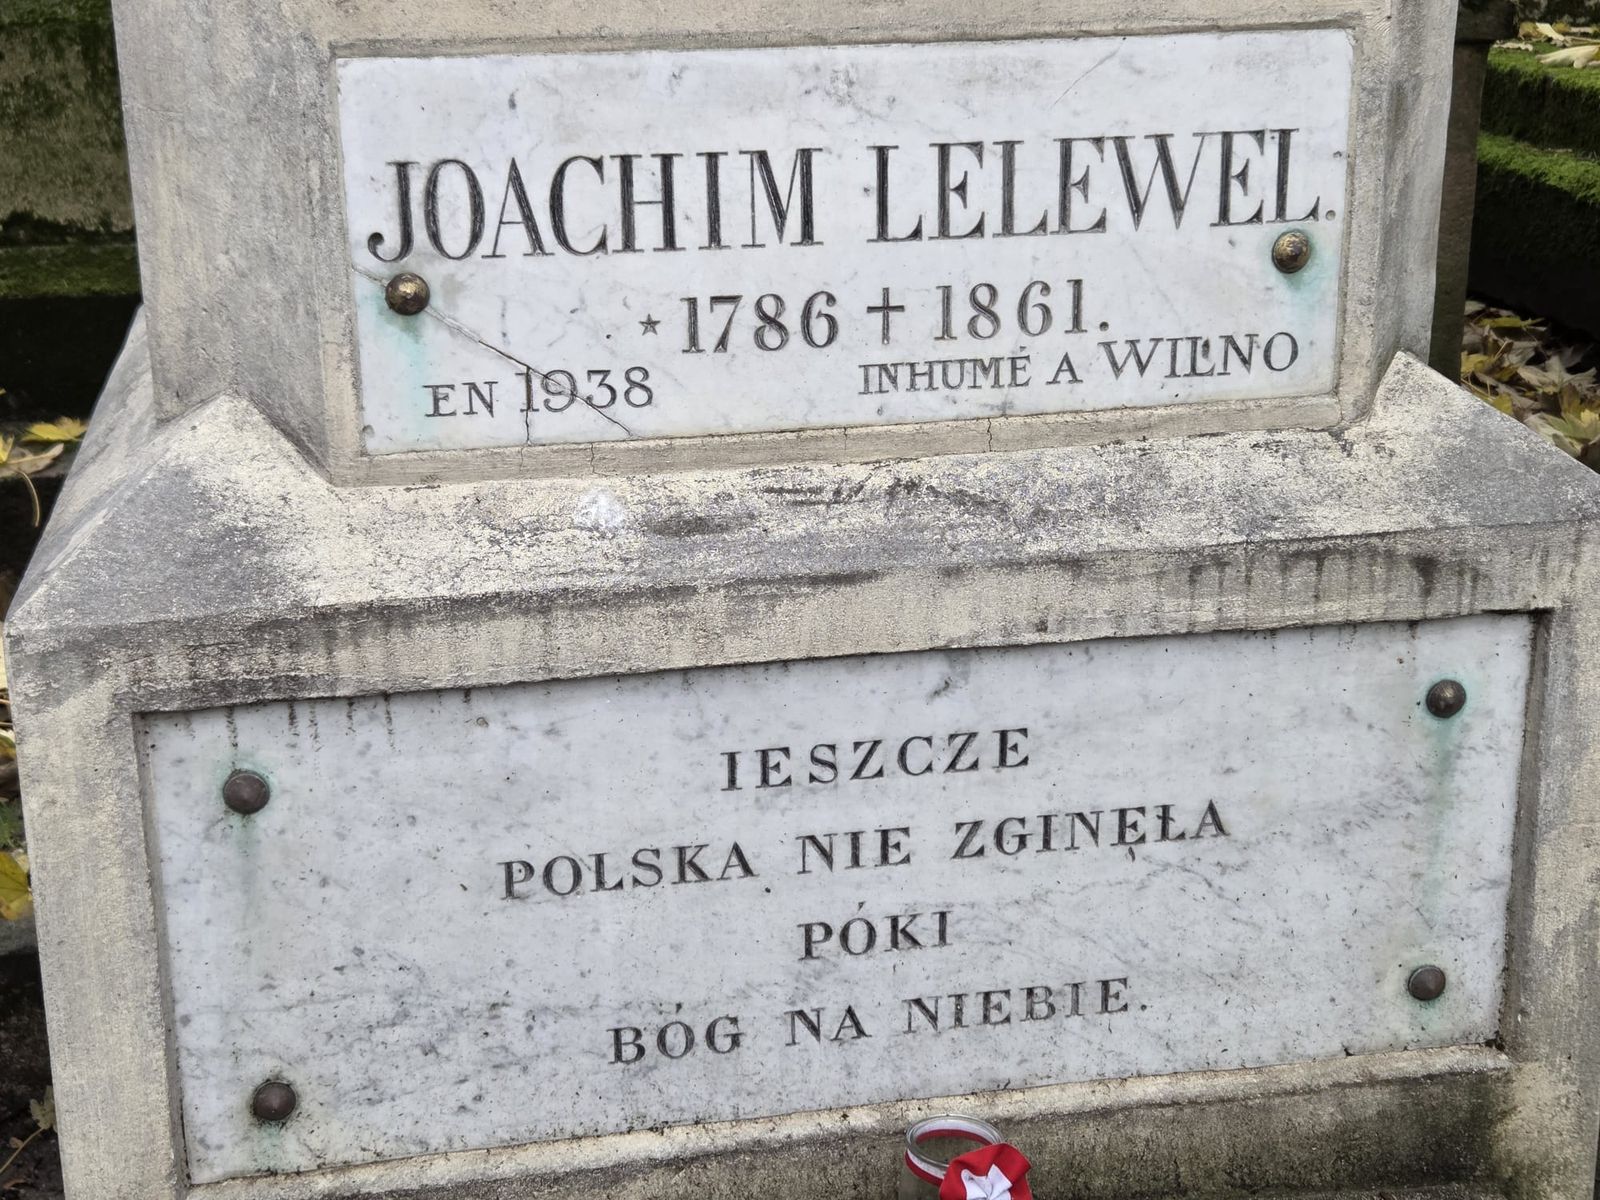 JOACHIM LELEWEL.
* 1786 † 1861.
EN 1938 INHUMÉ A WILNO
IESZCZE
POLSKA NIE ZGINĘŁA
PÓKI
BÓG NA NIEBIE.